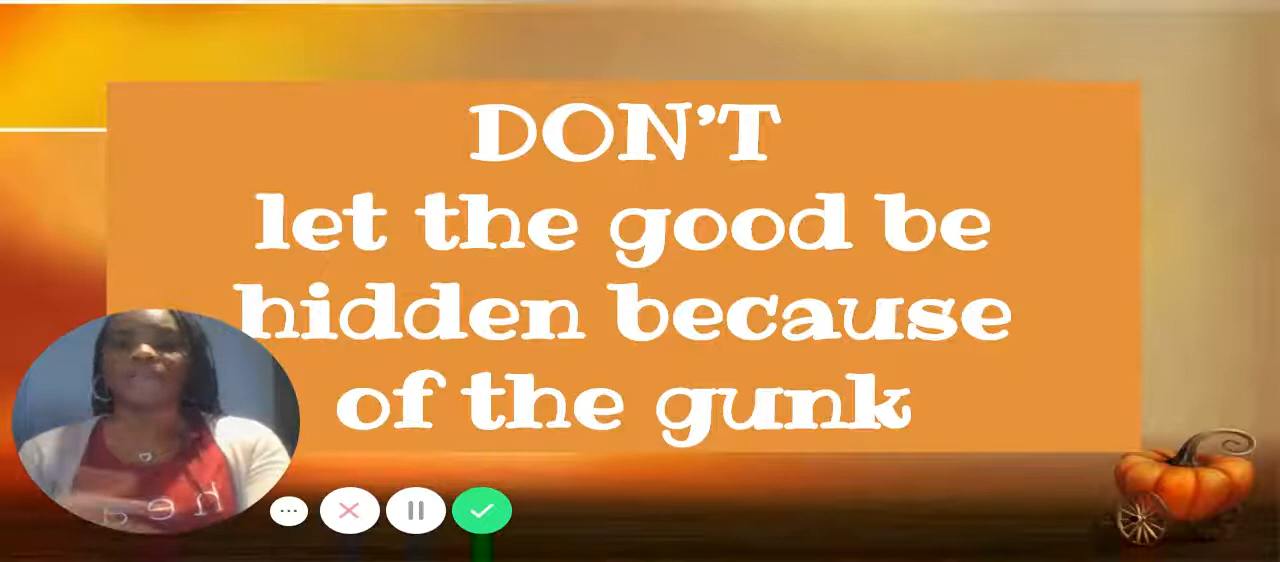 DON'T
let the good be
hidden because
of the gunk